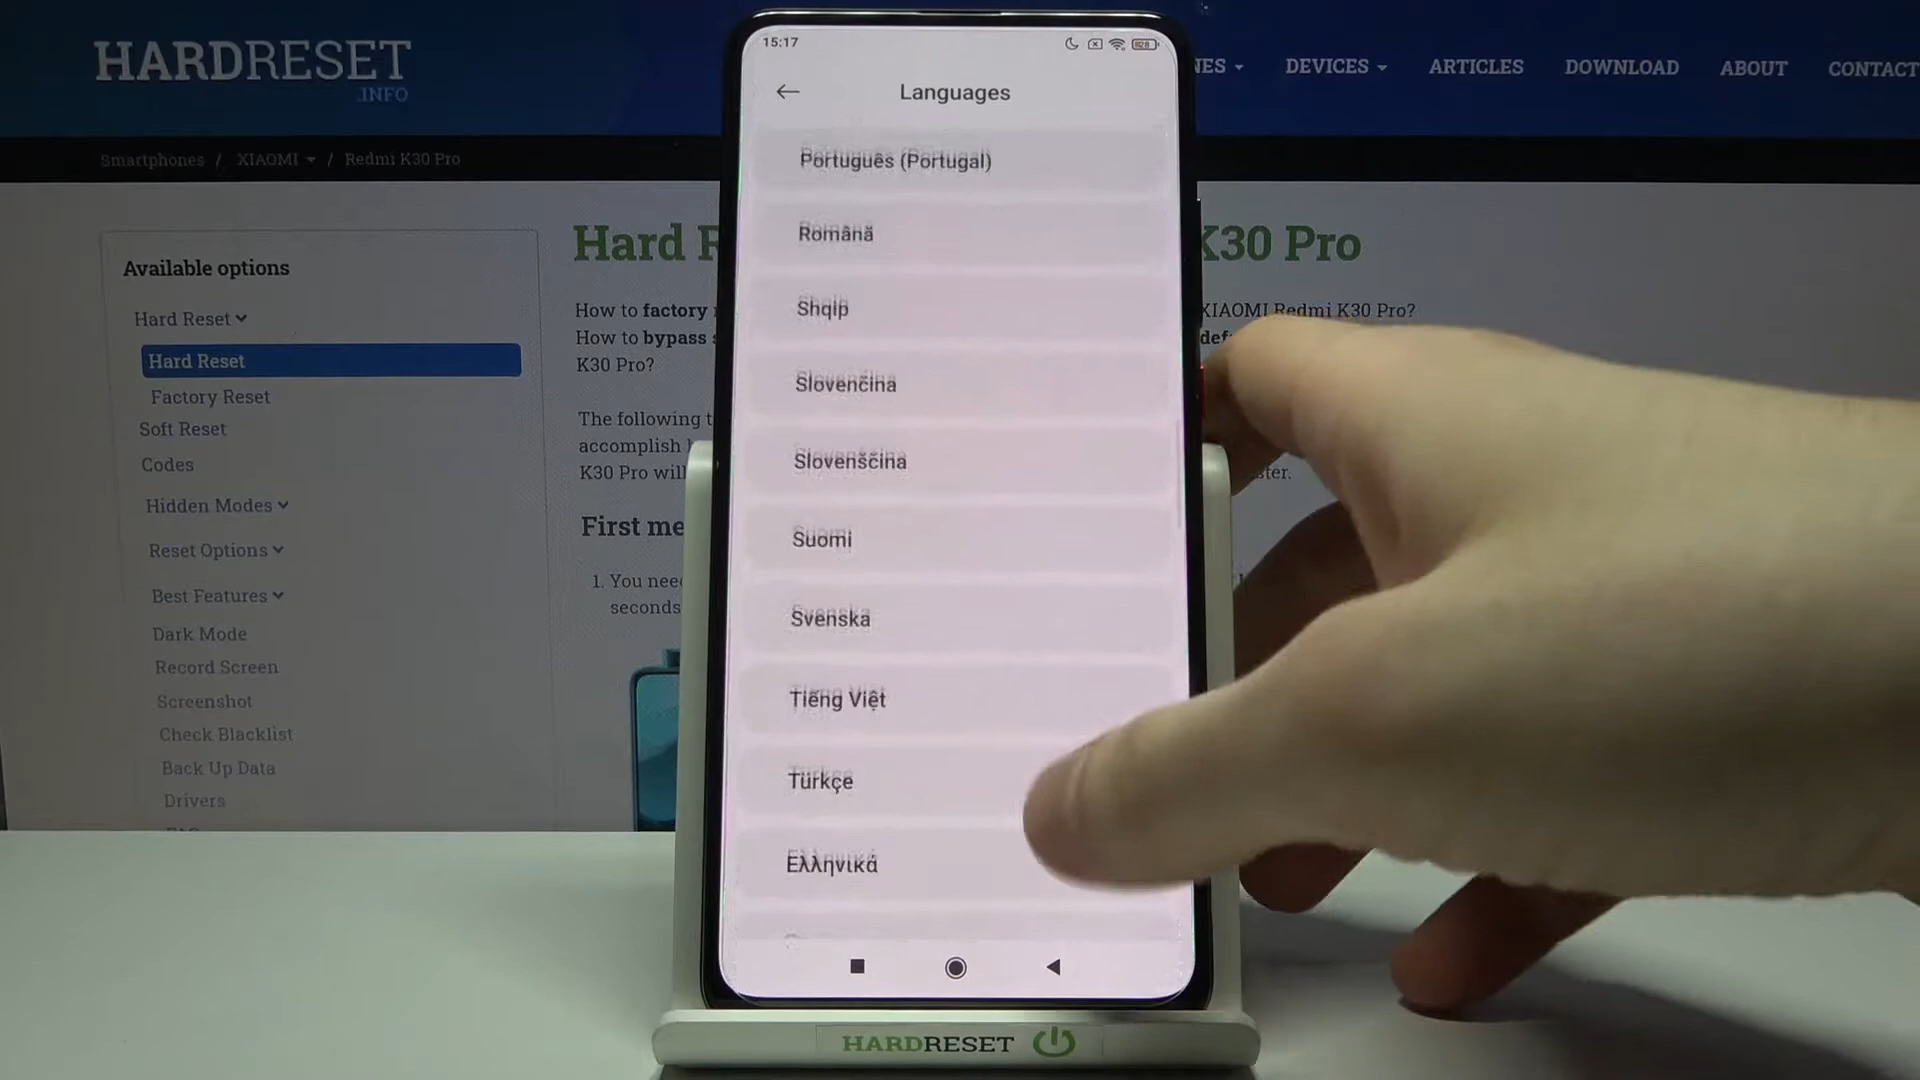 HARDRESET
.INFO
DEVICES
ARTICLES
DOWNLOAD
ABOUT
CONTACT
Smartphones / XIAOMI / Redmi K30 Pro
Available options
Hard Reset
Hard Reset
Factory Reset
Soft Reset
Codes
Hidden Modes
Reset Options
Best Features
Dark Mode
Record Screen
Screenshot
Check Blacklist
Back Up Data
Drivers
Hard
K30 Pro
How to factory
XIAOMI Redmi K30 Pro?
How to bypass
K30 Pro?
The following
accomplish
K30 Pro will
First
1. You need
seconds
15:17
Languages
Português (Portugal)
Română
Shqip
Slovenčina
Slovenščina
Suomi
Svenska
Tiếng Việt
Türkçe
Ελληνικά
HARDRESET